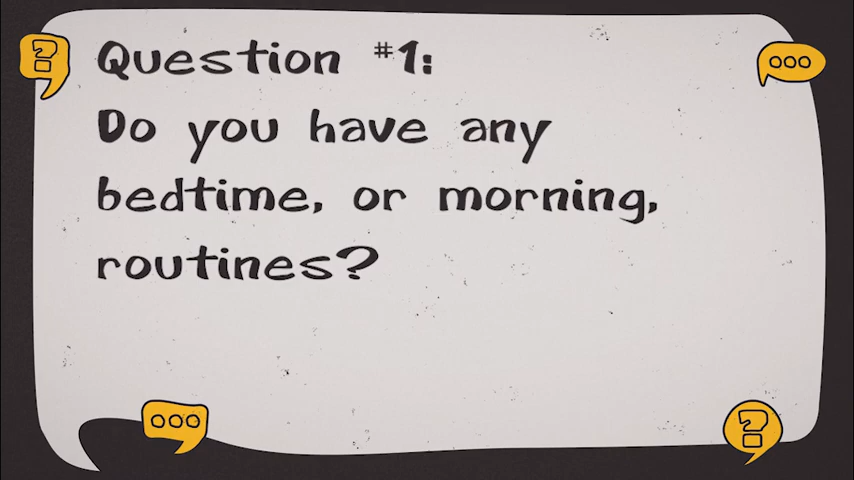 Question #1:
Do you have any
bedtime, or morning,
routines?